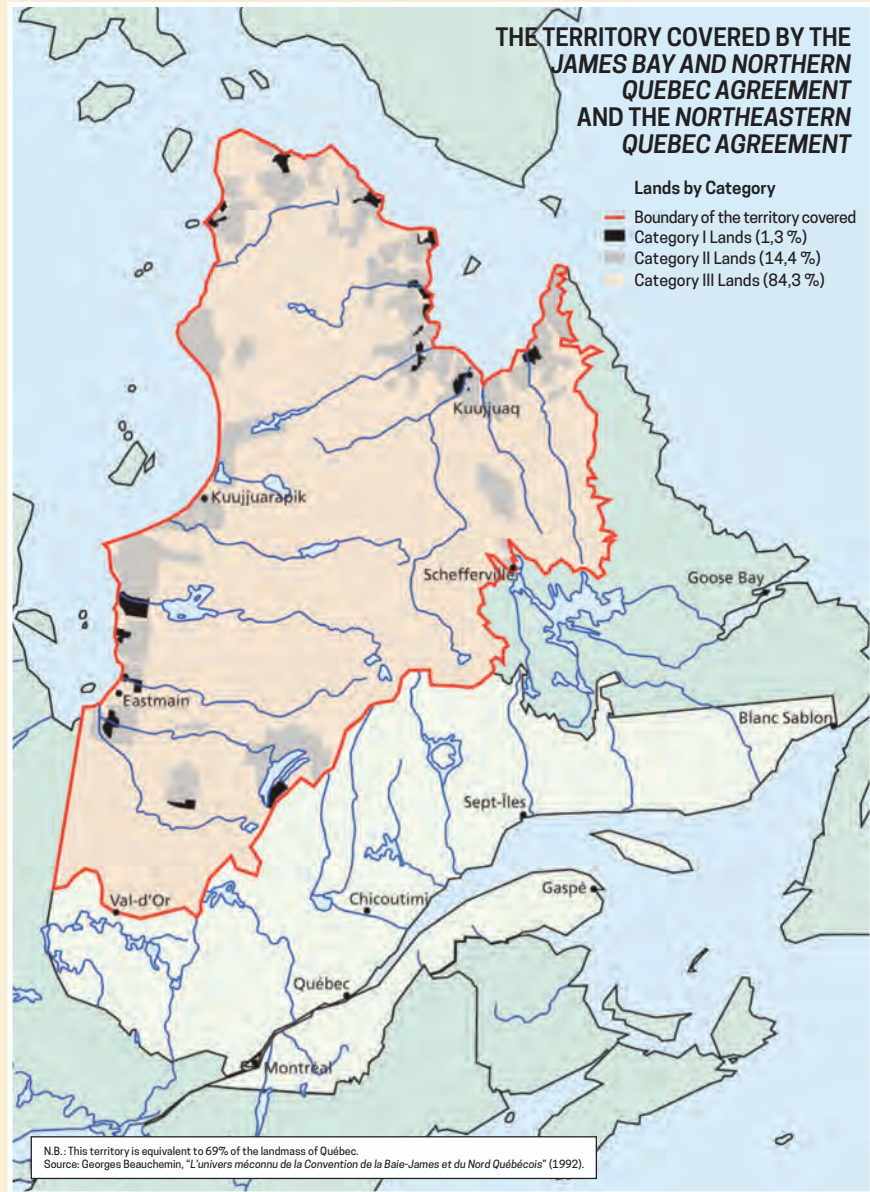 THE TERRITORY COVERED BY THE
JAMES BAY AND NORTHERN
QUEBEC AGREEMENT
AND THE NORTHEASTERN
QUEBEC AGREEMENT
Lands by Category
Boundary of the territory covered
Category I Lands (1,3 %)
Category II Lands (14,4 %)
Category III Lands (84,3 %)
Kuujjuaq
Kuujjuarapik
Schefferville
Goose Bay
Eastmain
Blanc Sablon
Sept-Îles
Val-d'Or
Chicoutimi
Gaspé
Québec
Montréal
N.B.: This territory is equivalent to 69% of the landmass of Québec.
Source: Georges Beauchemin, "L'univers méconnu de la Convention de la Baie-James et du Nord Québécois" (1992).